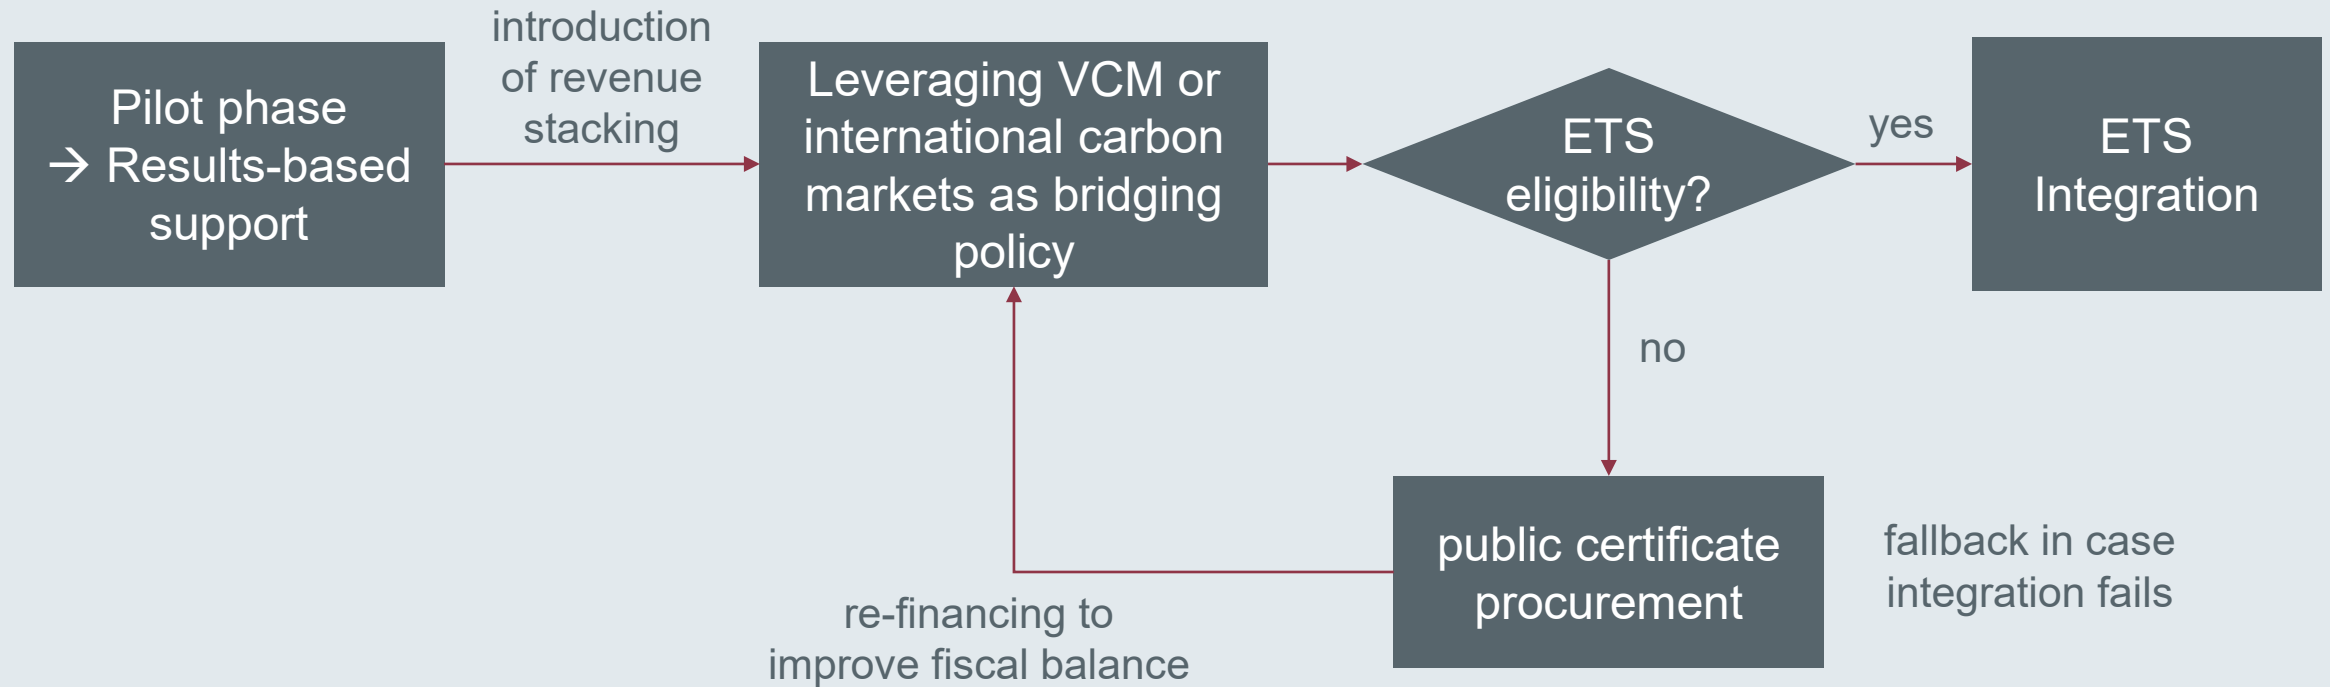 Pilot phase
→ Results-based
support
introduction
of revenue
stacking
Leveraging VCM or
international carbon
markets as bridging
policy
ETS
eligibility?
yes
ETS
Integration
no
public certificate
procurement
fallback in case
integration fails
re-financing to
improve fiscal balance